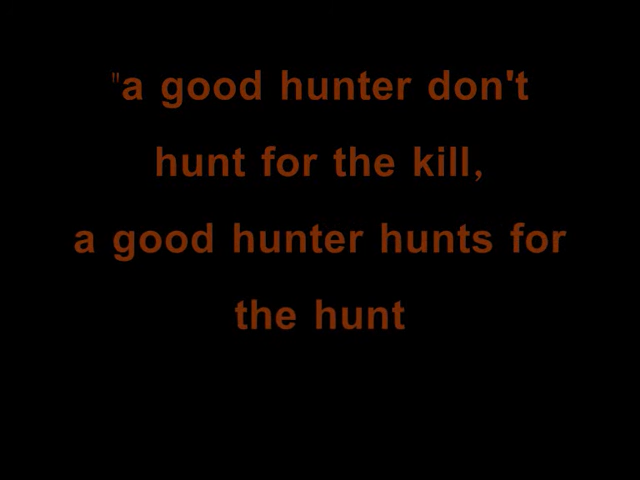 "a good hunter don't
hunt for the kill,
a good hunter hunts for
the hunt